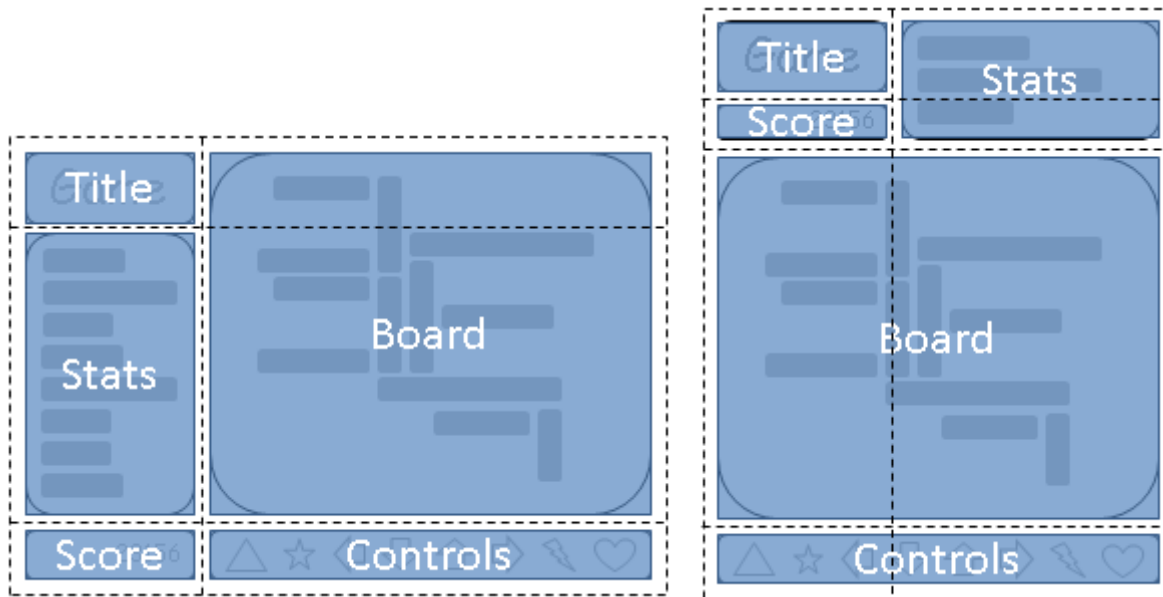 Title
Stats
Board
Score
Controls
Title
Stats
Score
Board
Controls